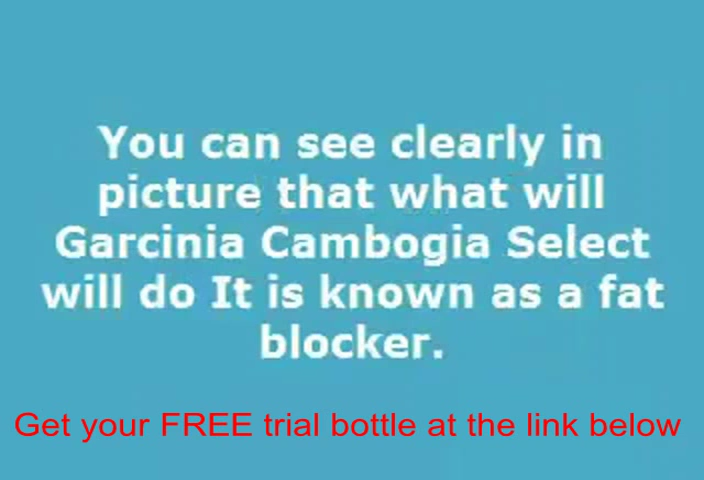 You can see clearly in
picture that what will
Garcinia Cambogia Select
will do It is known as a fat
blocker.
Get your FREE trial bottle at the link below